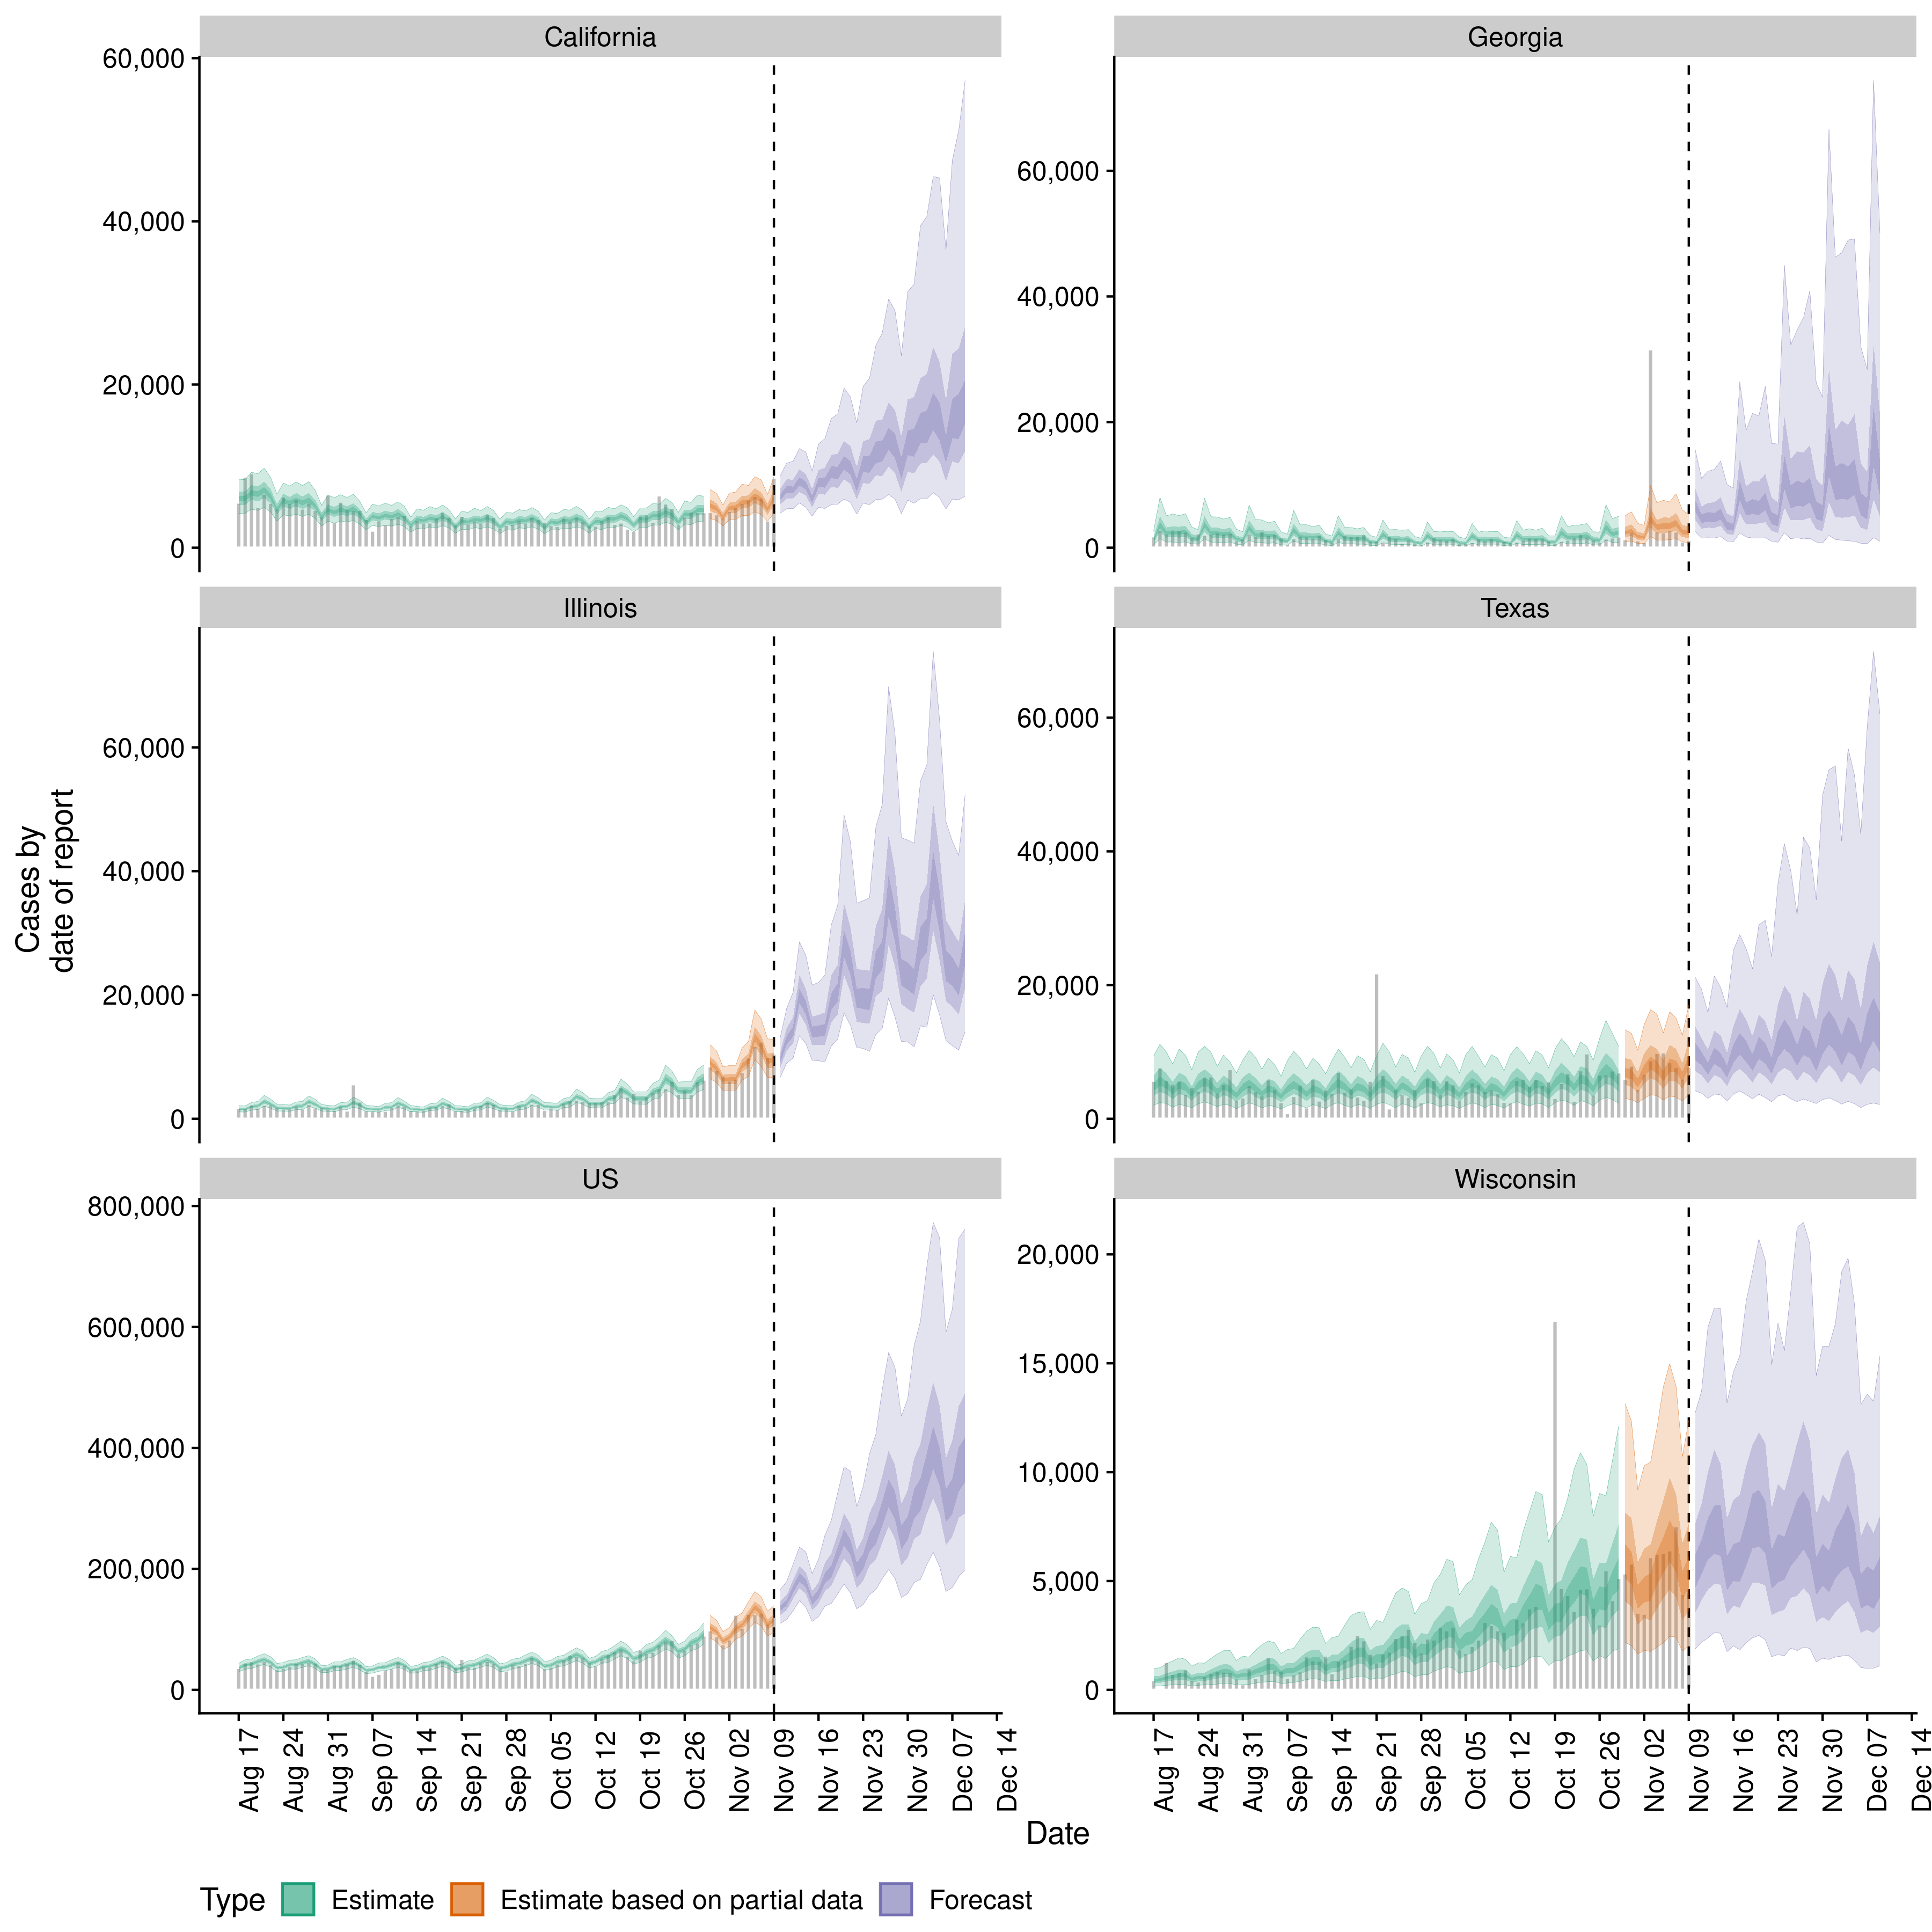 California
Georgia
60,000
40,000
20,000
0
60,000
40,000
20,000
0
Illinois
Texas
60,000
40,000
20,000
0
60,000
40,000
20,000
0
Cases by
date of report
US
Wisconsin
800,000
600,000
400,000
200,000
0
20,000
15,000
10,000
5,000
0
Aug 17
Aug 24
Aug 31
Sep 07
Sep 14
Sep 21
Sep 28
Oct 05
Oct 12
Oct 19
Oct 26
Nov 02
Nov 09
Nov 16
Nov 23
Nov 30
Dec 07
Dec 14
Aug 17
Aug 24
Aug 31
Sep 07
Sep 14
Sep 21
Sep 28
Oct 05
Oct 12
Oct 19
Oct 26
Nov 02
Nov 09
Nov 16
Nov 23
Nov 30
Dec 07
Dec 14
Date
Type Estimate Estimate based on partial data Forecast